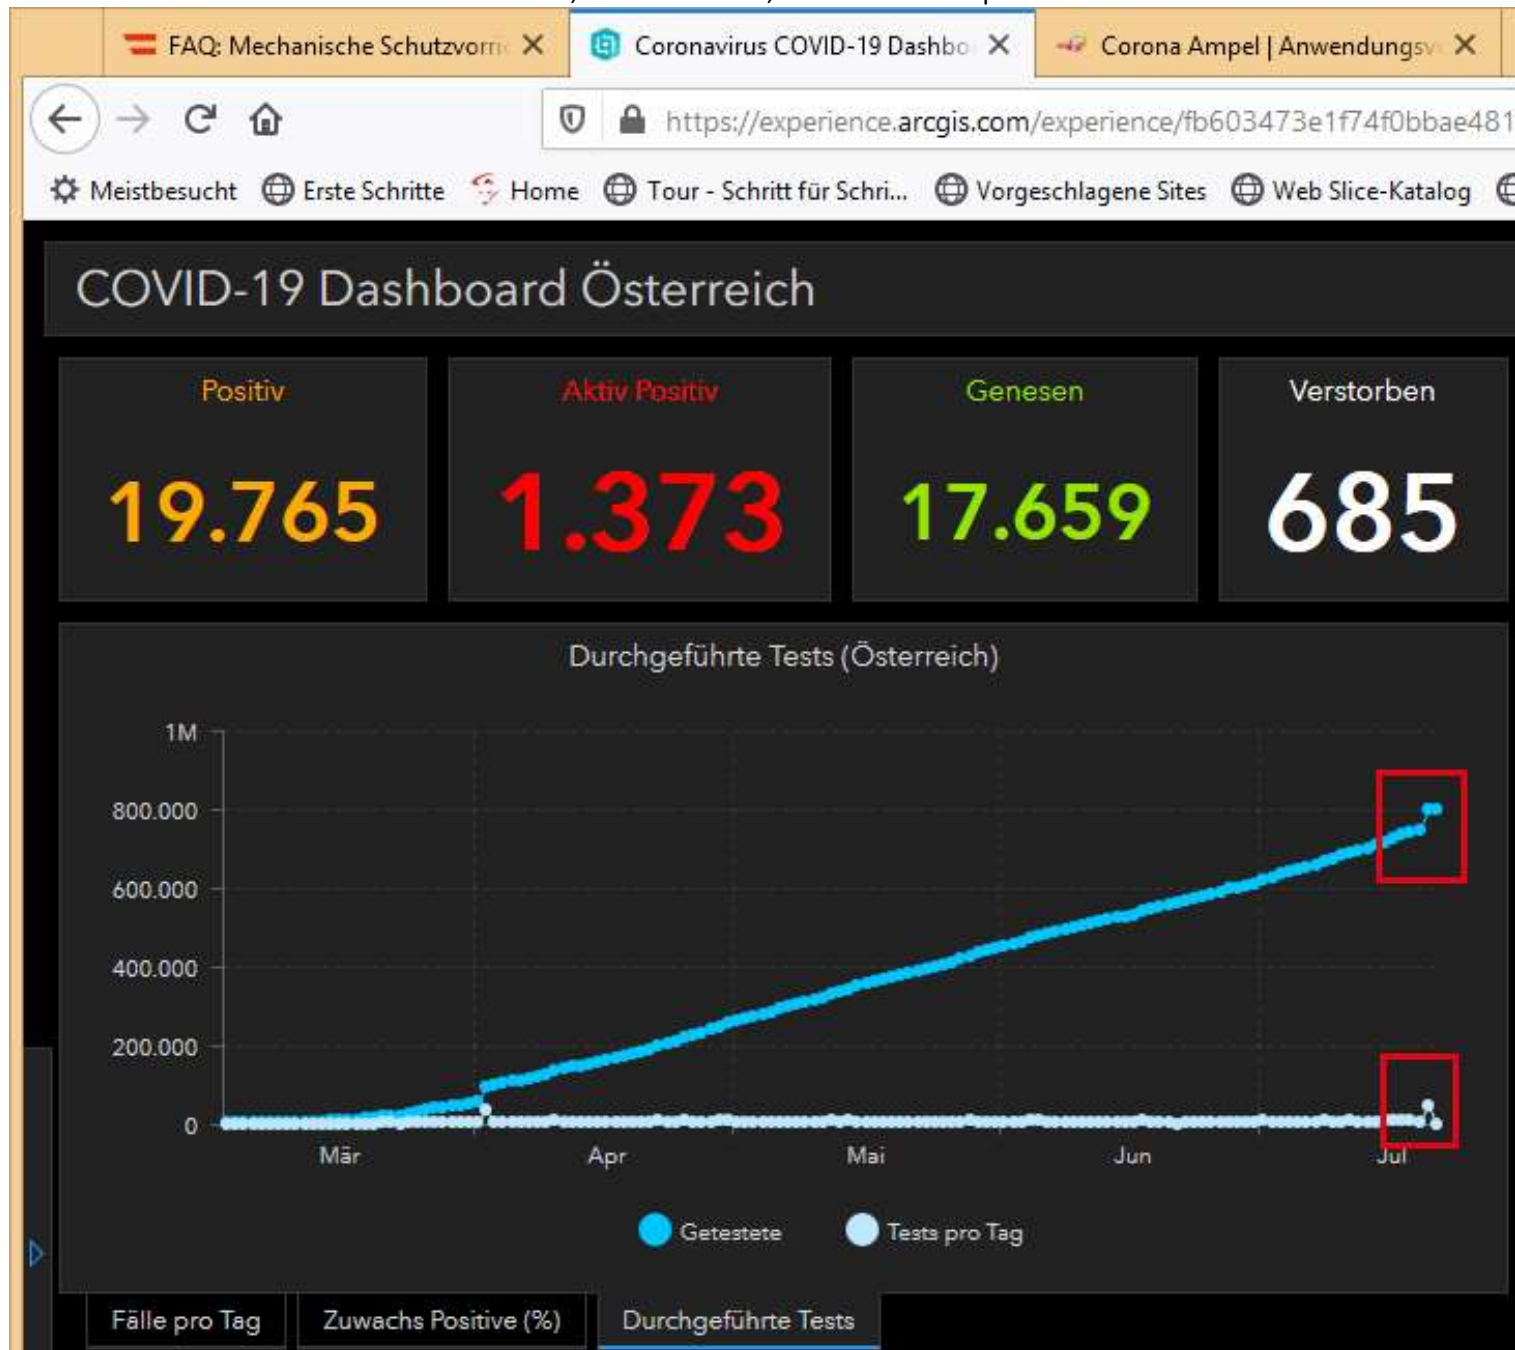 FAQ: Mechanische Schutzvorri
Coronavirus COVID-19 Dashbo
Corona Ampel | Anwendungsv
https://experience.arcgis.com/experience/fb603473e1f74f0bbae481
Meistbesucht Erste Schritte Home Tour - Schritt für Schri... Vorgeschlagene Sites Web Slice-Katalog
COVID-19 Dashboard Österreich
Positiv Aktiv Positiv Genesen Verstorben
19.765 1.373 17.659 685
Durchgeführte Tests (Österreich)
1M
800.000
600.000
400.000
200.000
0
Mär Apr Mai Jun Jul
Getestete Tests pro Tag
Fälle pro Tag Zuwachs Positive (%) Durchgeführte Tests